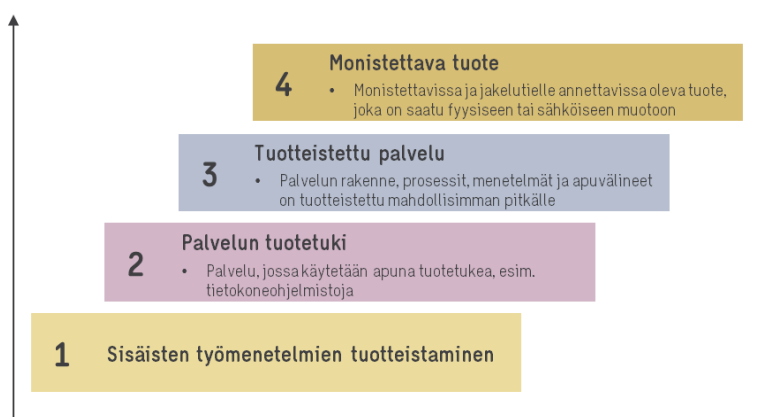 4
Monistettava tuote
• Monistettavissa ja jakelutielle annettavissa oleva tuote,
joka on saatu fyysiseen tai sähköiseen muotoon
3
Tuotteistettu palvelu
• Palvelun rakenne, prosessit, menetelmät ja apuvälineet
on tuotteistettu mahdollisimman pitkälle
2
Palvelun tuotetuki
• Palvelu, jossa käytetään apuna tuotetukea, esim.
tietokoneohjelmistoja
1
Sisäisten työmenetelmien tuotteistaminen